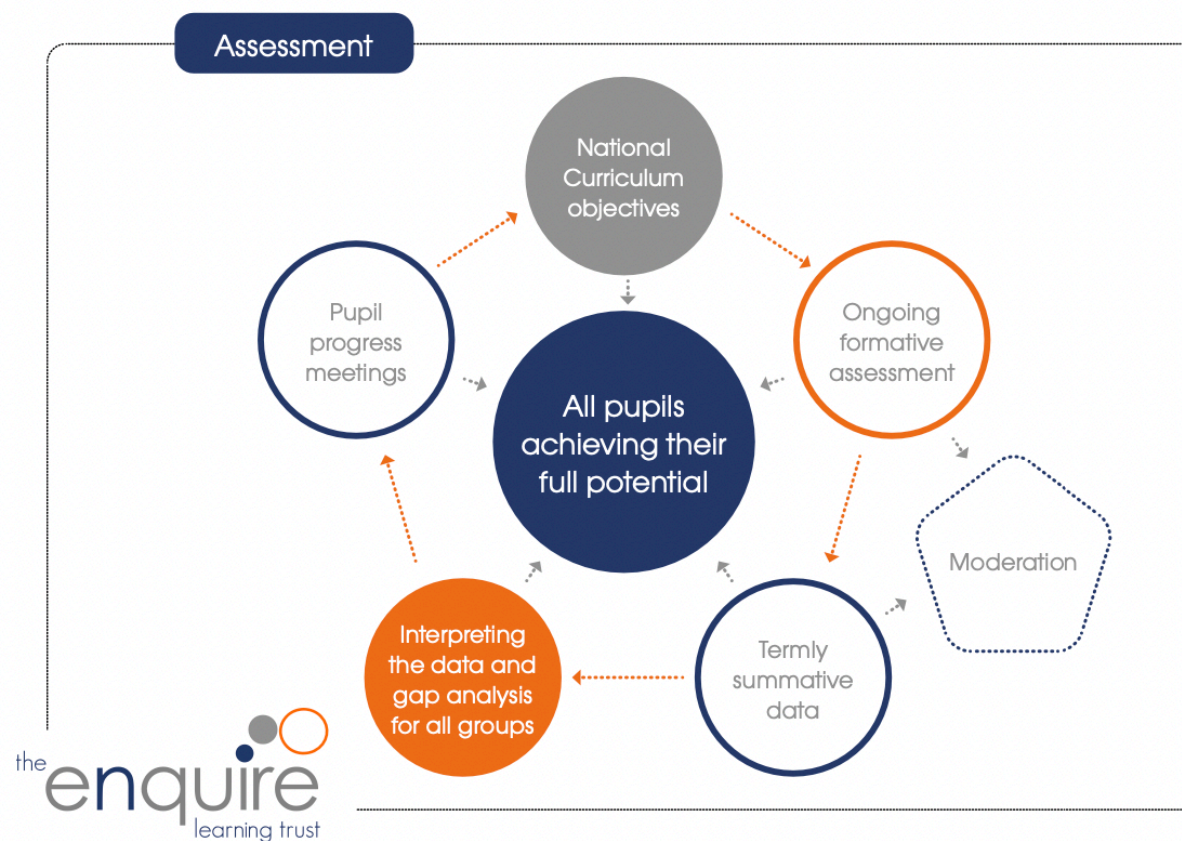 Assessment
National
Curriculum
objectives
Ongoing
formative
assessment
Moderation
Termly
summative
data
Interpreting
the data and
gap analysis
for all groups
Pupil
progress
meetings
All pupils
achieving their
full potential
the
enquire
learning trust